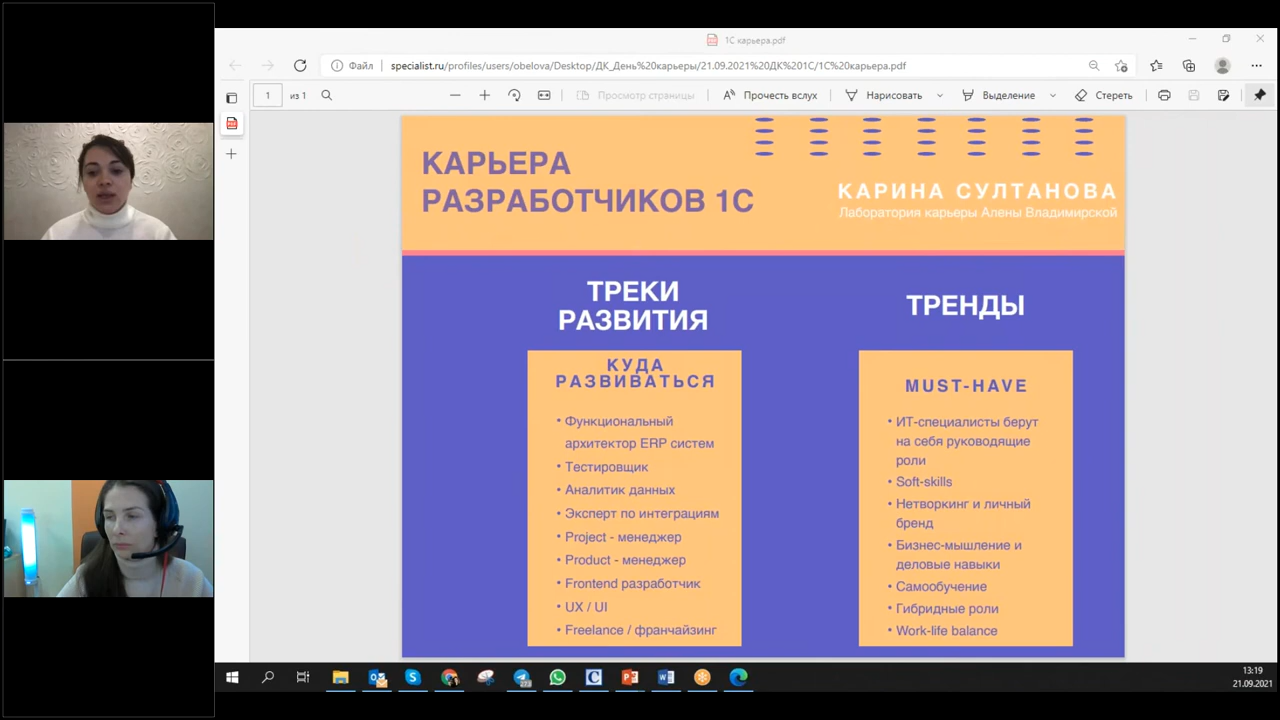 1С карьера.pdf
Файл
specialist.ru/profiles/users/obelova/Desktop/ДК_День%20карьеры/21.09.2021%20ДК%201С/1С%20карьера.pdf
1
из 1
Просмотр страницы
Прочесть вслух
Нарисовать
Выделение
Стереть
КАРЬЕРА
РАЗРАБОТЧИКОВ 1С
КАРИНА СУЛТАНОВА
Лаборатория карьеры Алены Владимирской
ТРЕКИ
РАЗВИТИЯ
КУДА
РАЗВИВАТЬСЯ
• Функциональный
архитектор ERP систем
• Тестировщик
• Аналитик данных
• Эксперт по интеграциям
• Project - менеджер
• Product - менеджер
• Frontend разработчик
• UX / UI
• Freelance / франчайзинг
ТРЕНДЫ
MUST-HAVE
• ИТ-специалисты берут
на себя руководящие
роли
• Soft-skills
• Нетворкинг и личный
бренд
• Бизнес-мышление и
деловые навыки
• Самообучение
• Гибридные роли
• Work-life balance
13:19
21.09.2021